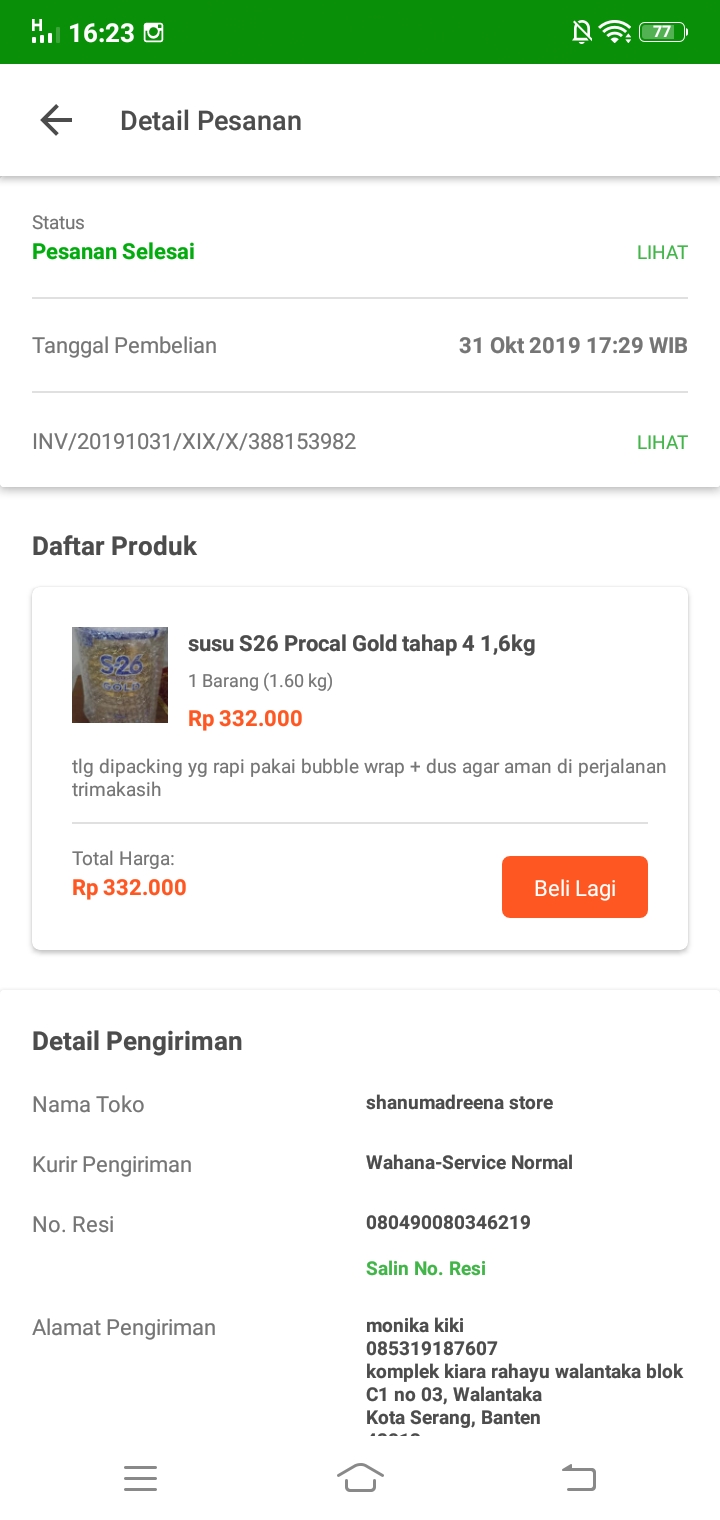 H
16:23
77
Detail Pesanan
Status
Pesanan Selesai
LIHAT
Tanggal Pembelian
31 Okt 2019 17:29 WIB
INV/20191031/XIX/X/388153982
LIHAT
Daftar Produk
S-26
GOLD
susu S26 Procal Gold tahap 4 1,6kg
1 Barang (1.60 kg)
Rp 332.000
tlg dipacking yg rapi pakai bubble wrap + dus agar aman di perjalanan
trimakasih
Total Harga:
Rp 332.000
Beli Lagi
Detail Pengiriman
Nama Toko
shanumadreena store
Kurir Pengiriman
Wahana-Service Normal
No. Resi
080490080346219
Salin No. Resi
Alamat Pengiriman
monika kiki
085319187607
komplek kiara rahayu walantaka blok
C1 no 03, Walantaka
Kota Serang, Banten